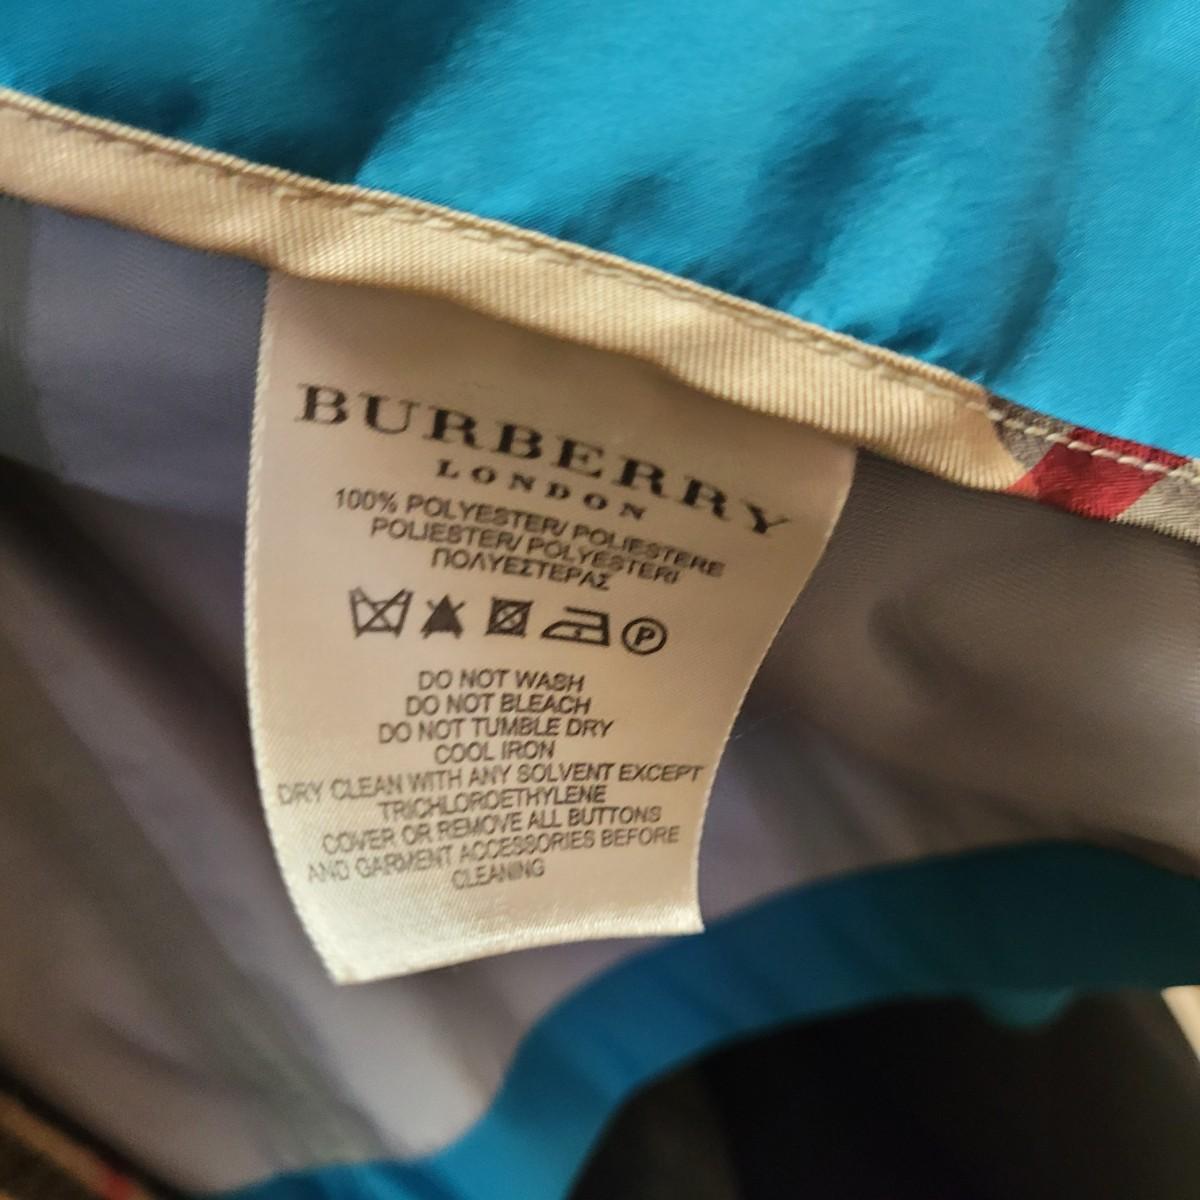 BURBERRY
LONDON
100% POLYESTER/ POLIESTERE
POLIESTER/ POLYESTERI
ΠΟΛΥΕΣΤΕΡΑΣ
P
DO NOT WASH
DO NOT BLEACH
DO NOT TUMBLE DRY
COOL IRON
DRY CLEAN WITH ANY SOLVENT EXCEPT
TRICHLOROETHYLENE
COVER OR REMOVE ALL BUTTONS
AND GARMENT ACCESSORIES BEFORE
CLEANING